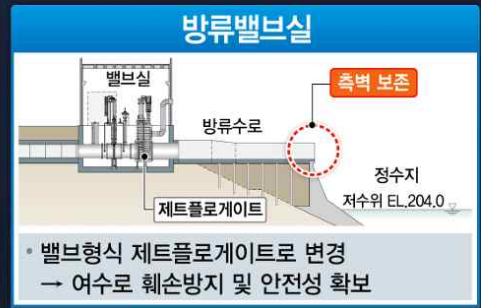 방류밸브실
밸브실
측벽 보존
방류수로
정수지
저수위 EL.204.0
제트플로게이트
• 밸브형식 제트플로게이트로 변경
→ 여수로 훼손방지 및 안전성 확보